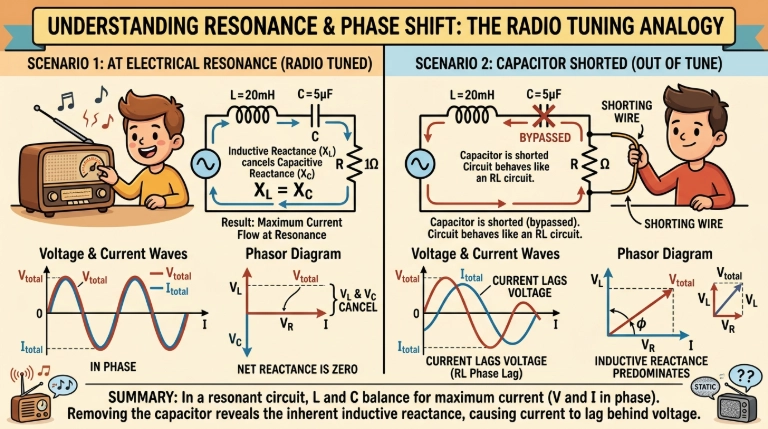 UNDERSTANDING RESONANCE & PHASE SHIFT: THE RADIO TUNING ANALOGY
SCENARIO 1: AT ELECTRICAL RESONANCE (RADIO TUNED)
L=20mH
C=5μF
C
Inductive Reactance (XL)
cancels Capacitive
Reactance (XC)
XL = XC
R
1Ω
Result: Maximum Current
Flow at Resonance
Voltage & Current Waves
Vtotal
Vtotal
Vtotal
Itotal
0
I
Itotal
IN PHASE
Phasor Diagram
VL
Vtotal
VL & VC
CANCEL
VR
I
VC
NET REACTANCE IS ZERO
SCENARIO 2: CAPACITOR SHORTED (OUT OF TUNE)
L=20mH
C=5μF
BYPASSED
Capacitor is shorted
Circuit behaves like
an RL circuit.
R
Ω
SHORTING
WIRE
SHORTING WIRE
Capacitor is shorted (bypassed).
Circuit behaves like an RL circuit.
Voltage & Current Waves
Vtotal
Itotal
CURRENT LAGS
VOLTAGE
0
I
Itotal
CURRENT LAGS VOLTAGE
(RL Phase Lag)
Phasor Diagram
VL
Vtotal
ϕ
VR
I
Vtotal
VL
VL
VR
INDUCTIVE REACTANCE
PREDOMINATES
STATIC
??
SUMMARY: In a resonant circuit, L and C balance for maximum current (V and I in phase).
Removing the capacitor reveals the inherent inductive reactance, causing current to lag behind voltage.